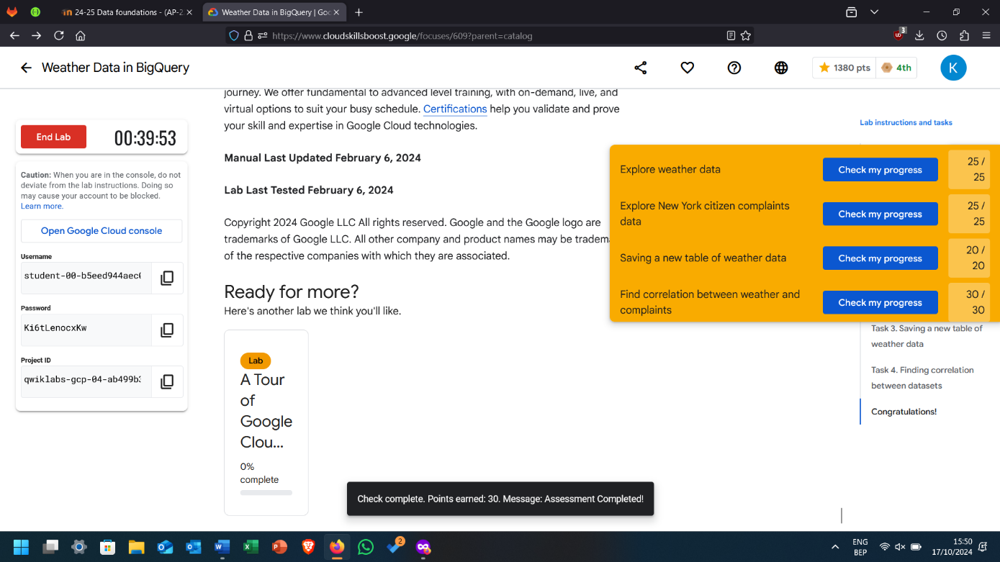 24-25 Data foundations - (AP-2
Weather Data in BigQuery | Goo
https://www.cloudskillsboost.google/focuses/609?parent=catalog
3
Weather Data in BigQuery
1380 pts
4th
K
journey. We offer fundamental to advanced level training, with on-demand, live, and
virtual options to suit your busy schedule. Certifications help you validate and prove
your skill and expertise in Google Cloud technologies.
Manual Last Updated February 6, 2024
Lab Last Tested February 6, 2024
Copyright 2024 Google LLC All rights reserved. Google and the Google logo are
trademarks of Google LLC. All other company and product names may be tradema
of the respective companies with which they are associated.
Ready for more?
Here's another lab we think you'll like.
Lab
A Tour
of
Google
Clou...
0%
complete
End Lab
00:39:53
Caution: When you are in the console, do not
deviate from the lab instructions. Doing so
may cause your account to be blocked.
Learn more.
Open Google Cloud console
Username
student-00-b5eed944aec0
Password
Ki6tLenocxKw
Project ID
qwiklabs-gcp-04-ab499b3
Lab instructions and tasks
Explore weather data
Check my progress
25 /
25
Explore New York citizen complaints
data
Check my progress
25 /
25
Saving a new table of weather data
Check my progress
20 /
20
Find correlation between weather and
complaints
Check my progress
30 /
30
Task 3. Saving a new table of
weather data
Task 4. Finding correlation
between datasets
Congratulations!
Check complete. Points earned: 30. Message: Assessment Completed!
2
ENG
BEP
15:50
17/10/2024